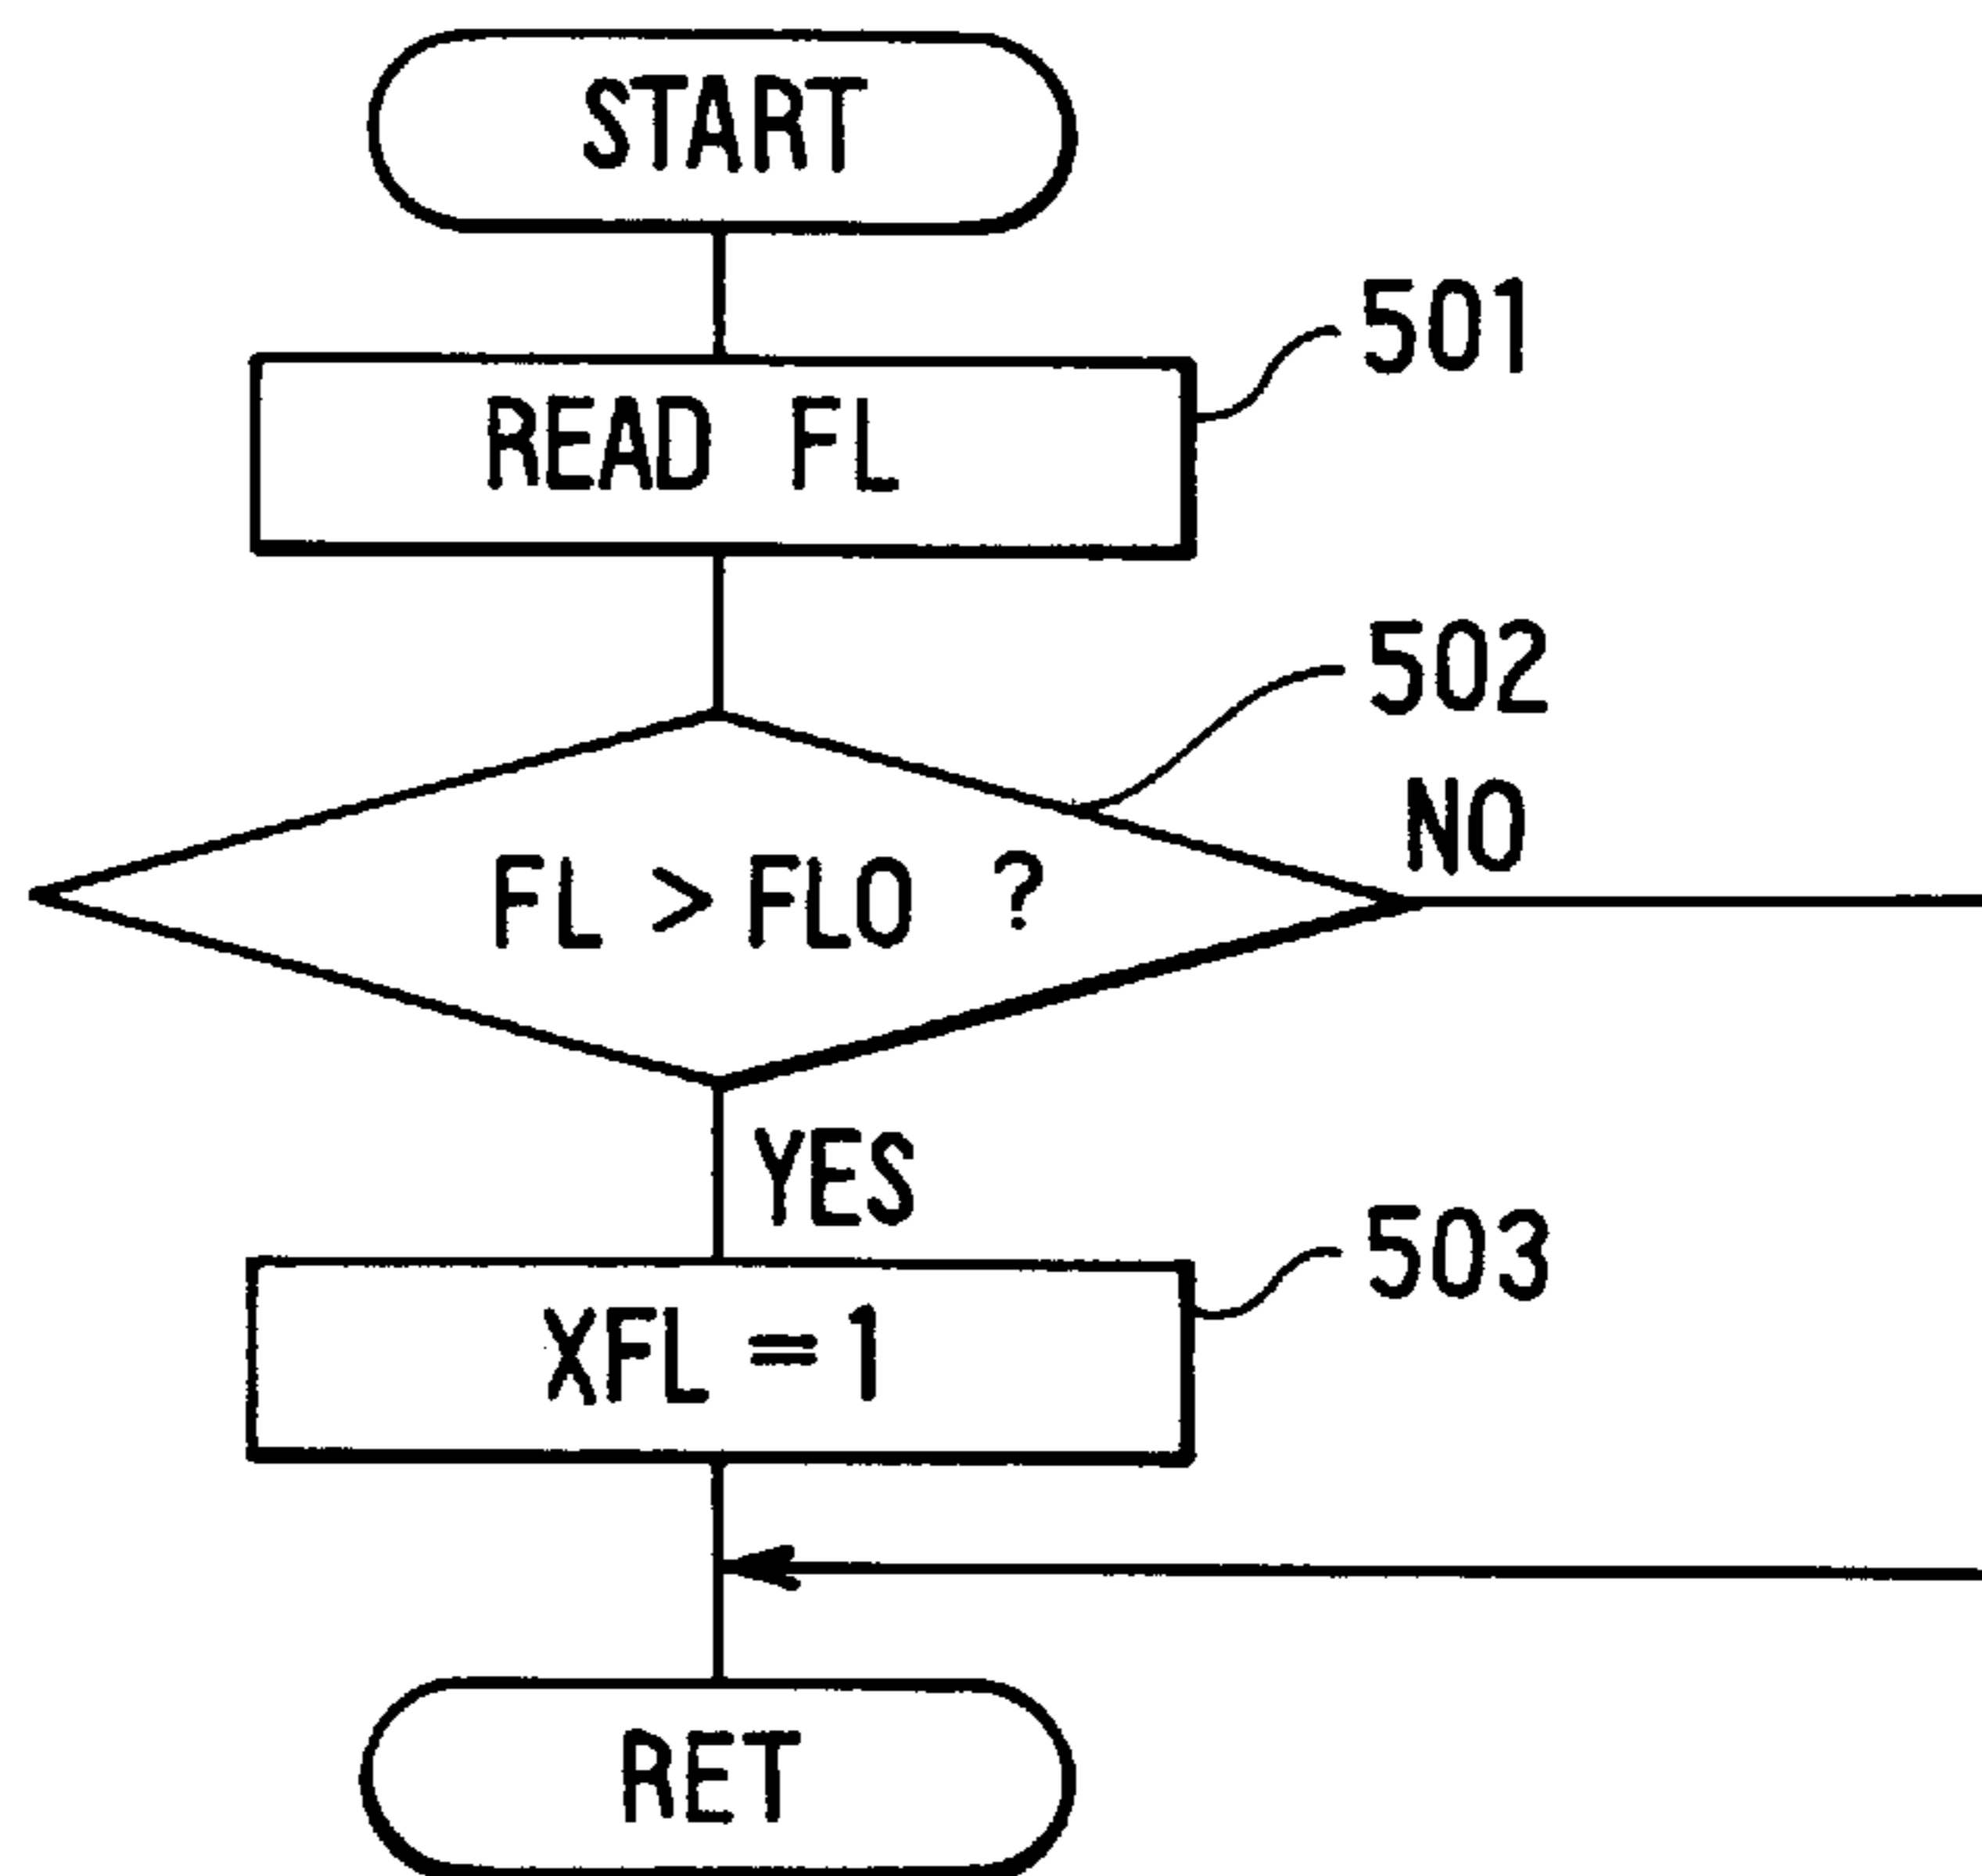 START
501
READ FL
502
NO
FL > FLO ?
YES
503
XFL = 1
RET